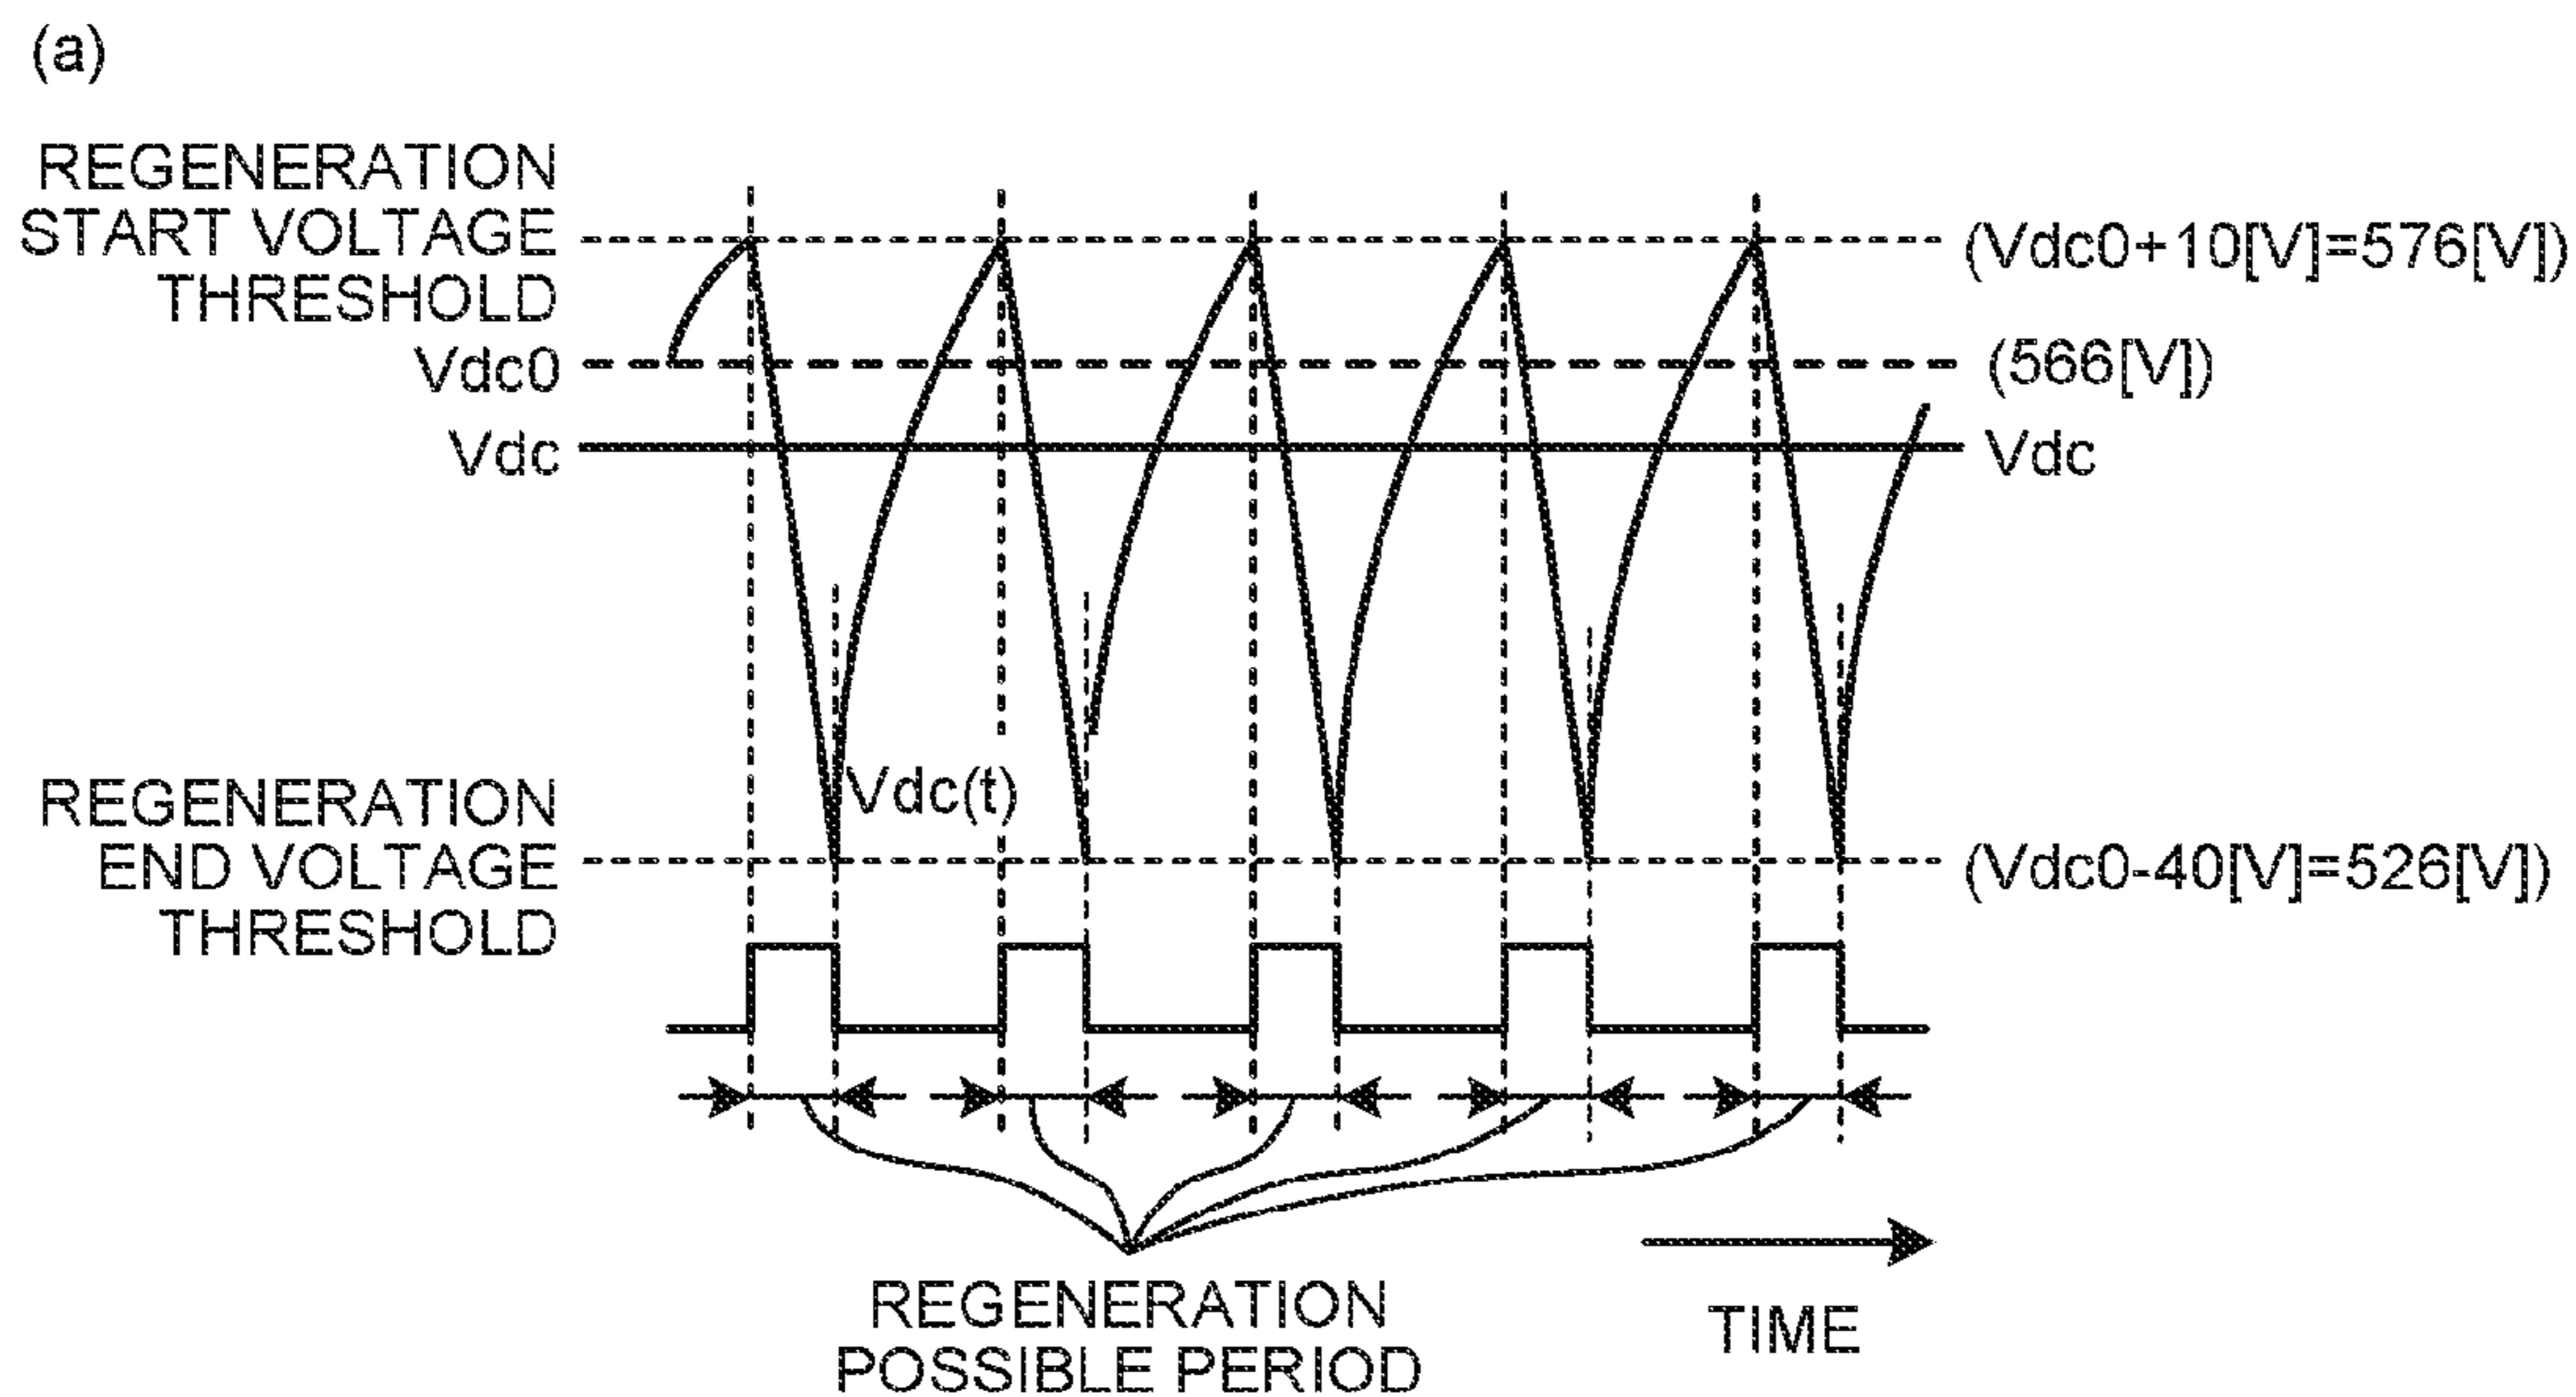 (a)
REGENERATION
START VOLTAGE
THRESHOLD
(Vdc0+10[V]=576[V])
Vdc0
(566[V])
Vdc
Vdc
Vdc(t)
REGENERATION
END VOLTAGE
THRESHOLD
(Vdc0-40[V]=526[V])
REGENERATION
POSSIBLE PERIOD
TIME